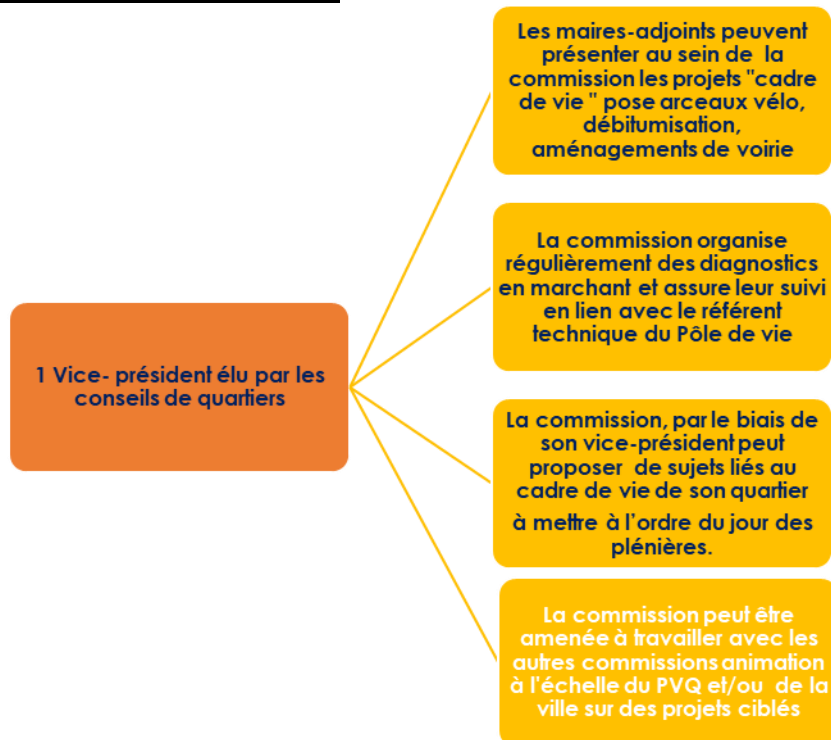 Les maires-adjoints peuvent
présenter au sein de la
commission les projets "cadre
de vie " pose arceaux vélo,
débitumisation,
aménagements de voirie
La commission organise
régulièrement des diagnostics
en marchant et assure leur suivi
en lien avec le référent
technique du Pôle de vie
1 Vice- président élu par les
conseils de quartiers
La commission, par le biais de
son vice-président peut
proposer de sujets liés au
cadre de vie de son quartier
à mettre à l'ordre du jour des
plénières.
La commission peut être
amenée à travailler avec les
autres commissions animation
à l'échelle du PVQ et/ou de la
ville sur des projets ciblés